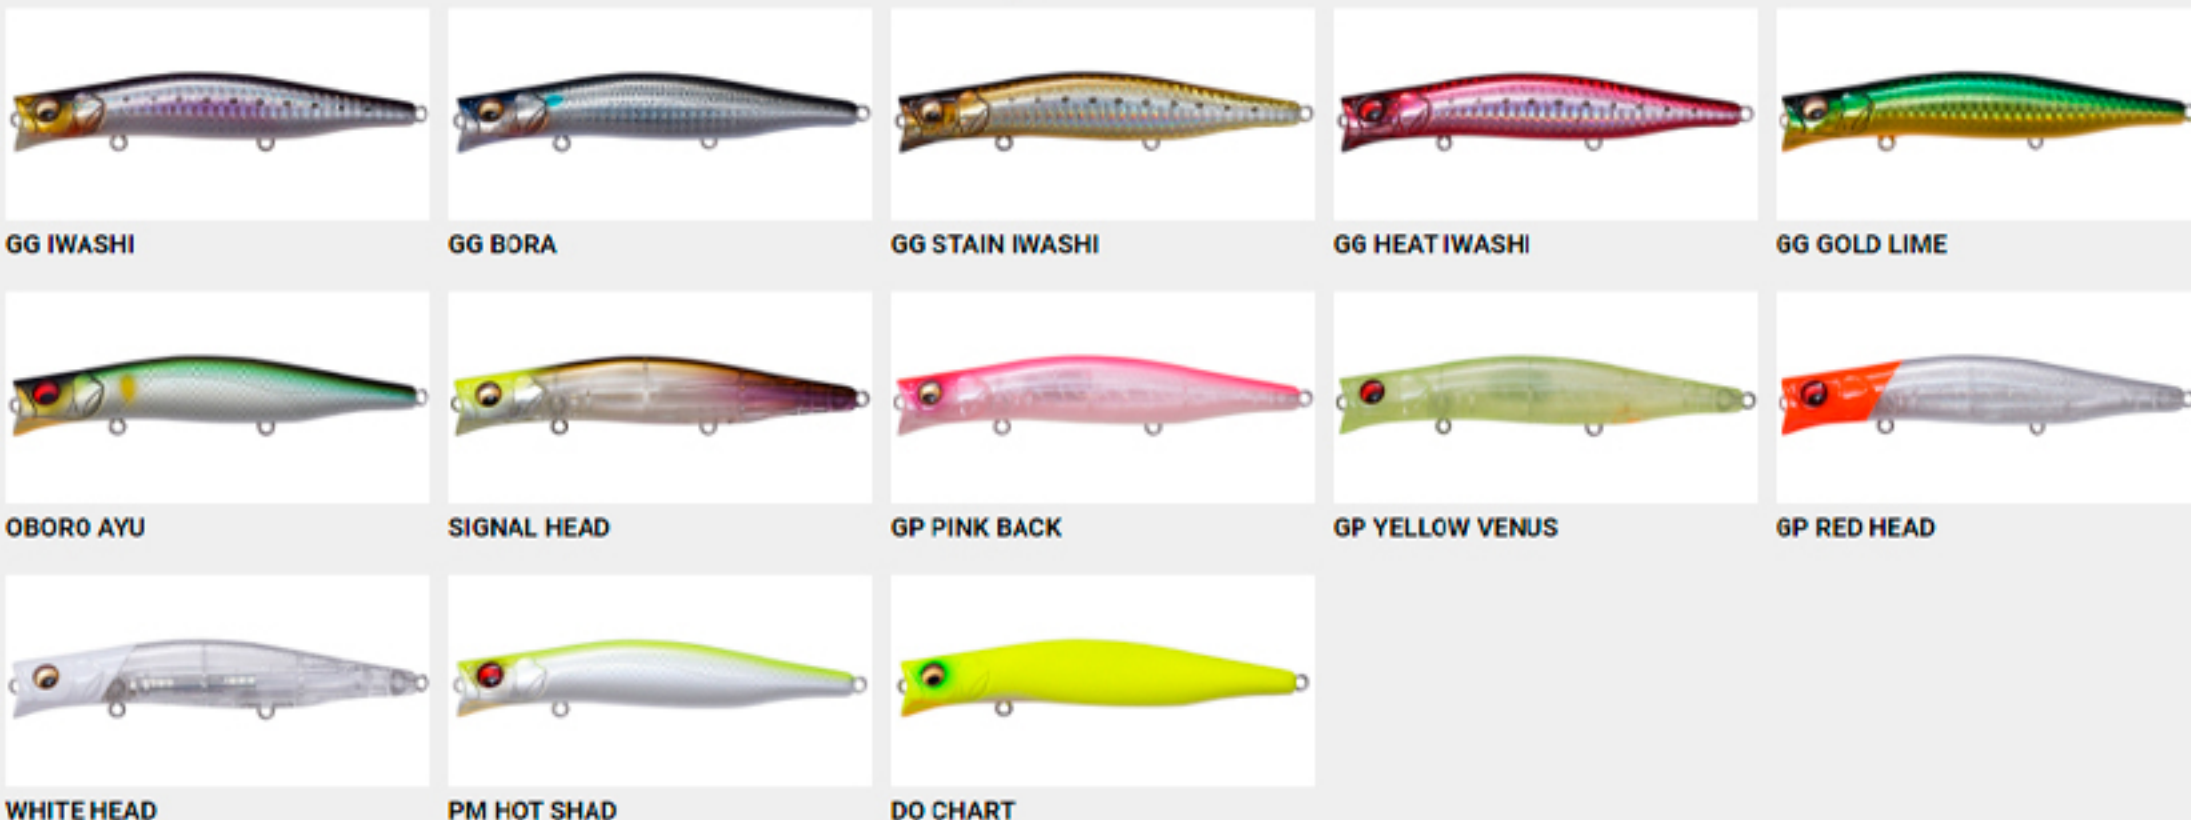 GG IWASHI
GG BORA
GG STAIN IWASHI
GG HEAT IWASHI
GG GOLD LIME
OBORO AYU
SIGNAL HEAD
GP PINK BACK
GP YELLOW VENUS
GP RED HEAD
WHITE HEAD
PM HOT SHAD
DO CHART